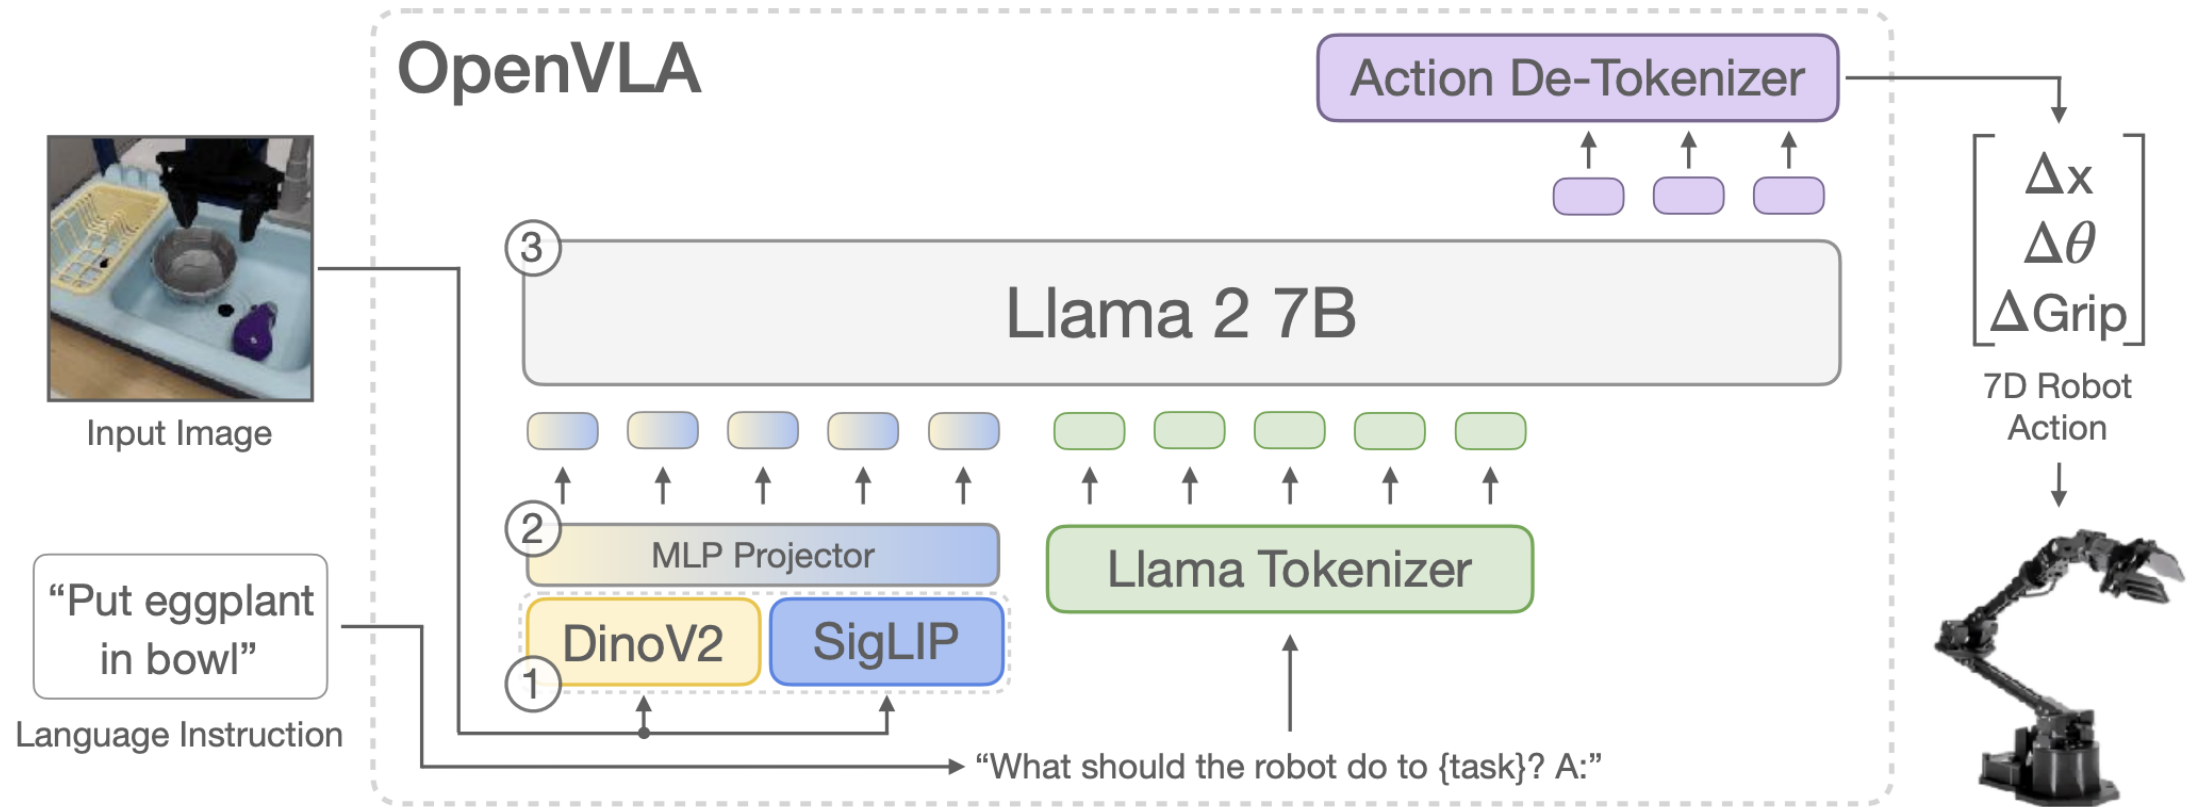 OpenVLA
Action De-Tokenizer
Δx
Δθ
ΔGrip
7D Robot
Action
Input Image
3
Llama 2 7B
2
MLP Projector
Llama Tokenizer
1
DinoV2
SigLIP
“Put eggplant
in bowl”
Language Instruction
“What should the robot do to {task}? A:”